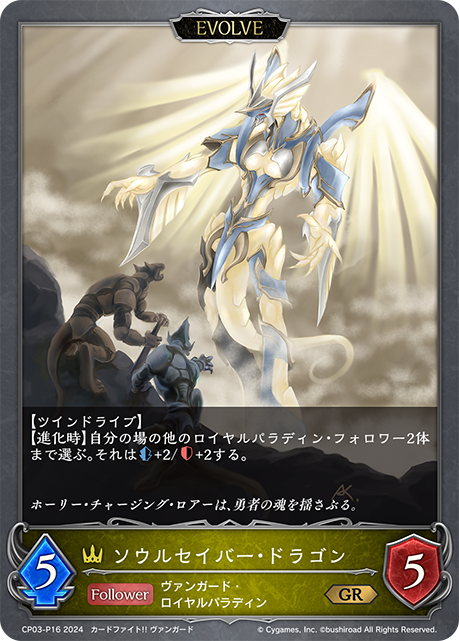 EVOLVE
【ツインドライブ】
【進化時】自分の場の他のロイヤルパラディン・フォロワー2体
まで選ぶ。それは+2/+2する。
AK
ホーリー・チャージング・ロアーは、勇者の魂を揺さぶる。
5
ソウルセイバー・ドラゴン
5
Follower
ヴァンガード・
ロイヤルパラディン
GR
CP03-P16 2024 カードファイト!! ヴァンガード
© Cygames, Inc. ©bushiroad All Rights Reserved.